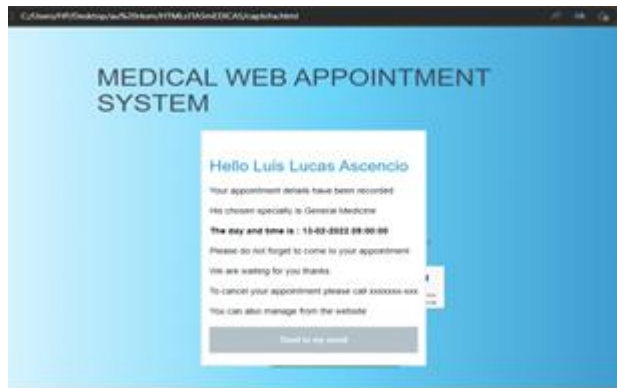 MEDICAL WEB APPOINTMENT
SYSTEM
Hello Luis Lucas Ascencio
Your appointment details have been recorded
His chosen specialty is General Medicine
The day and time is : 13-02-2022 09:00:00
Please do not forget to come to your appointment
We are waiting for you thanks.
To cancel your appointment please call xxxxxxx-xxx
You can also manage from the website
Send to my email